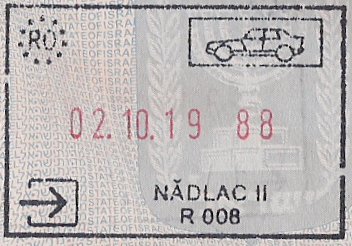 RO
02.10.19 88
NĂDLAC II
R 008